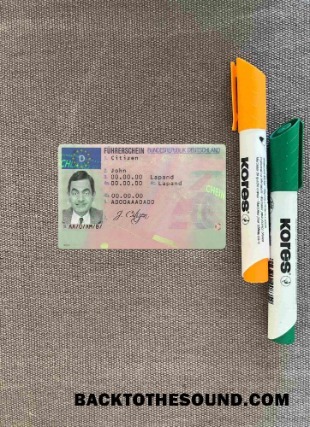 D
FÜHRERSCHEIN BUNDESREPUBLIK DEUTSCHLAND
1. Citizen
2. John
3. 00.00.00 Lapand
4a. 00.00.00 4c. Lapand
4b. 00.00.00
5. A000AAA0A00
J. Citizen
Kores
Kores
BACKTOTHESOUND.COM